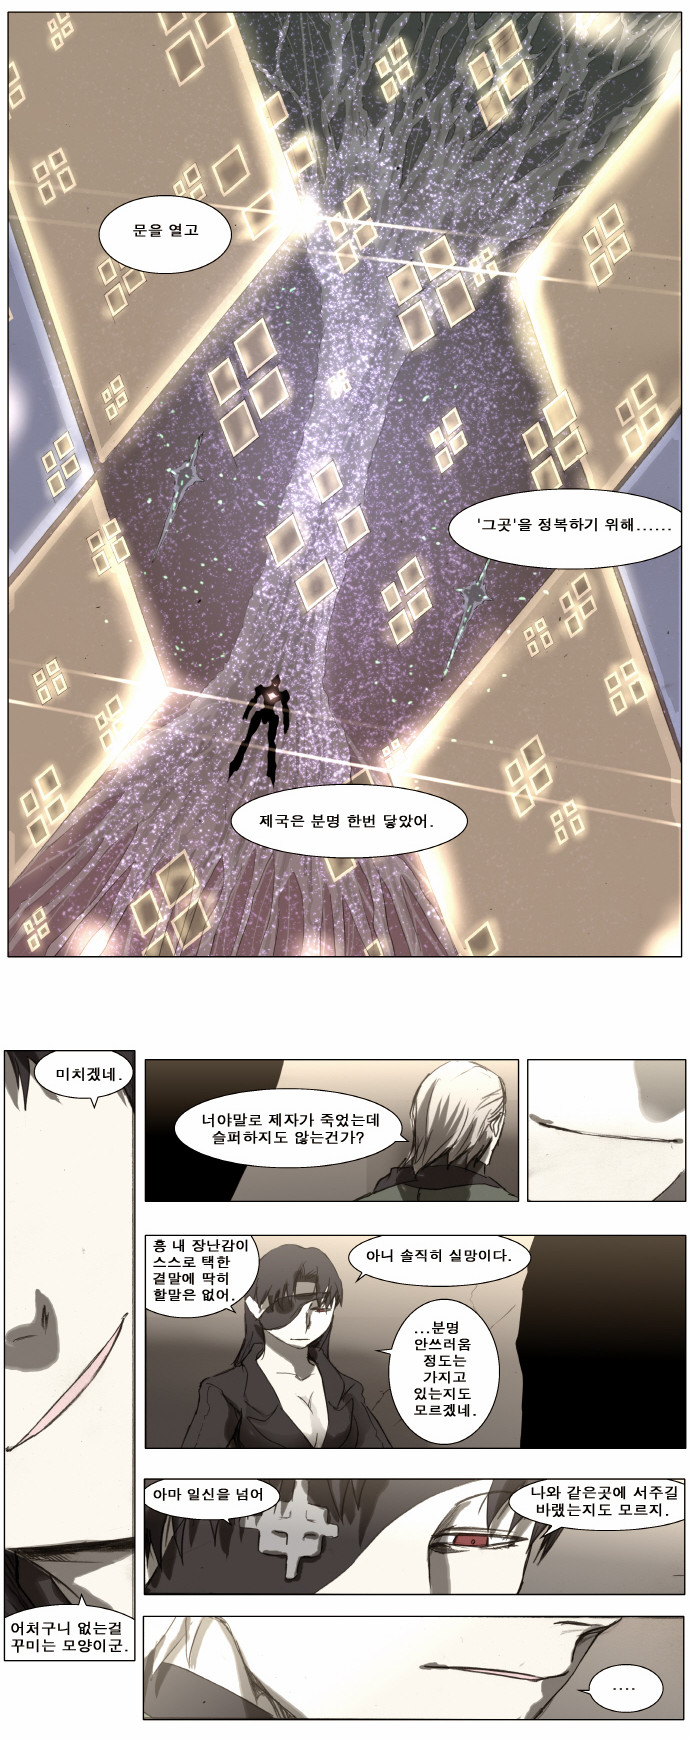 문을 열고
'그곳'을 정복하기 위해......
제국은 분명 한번 닿았어.
미치겠네.
어처구니 없는걸
꾸미는 모양이군.
너야말로 제자가 죽었는데
슬퍼하지도 않는건가?
흥 내 장난감이
스스로 택한
결말에 딱히
할말은 없어.
아니 솔직히 실망이다.
...분명
안쓰러움
정도는
가지고
있는지도
모르겠네.
아마 일신을 넘어
나와 같은곳에 서주길
바랬는지도 모르지.
....